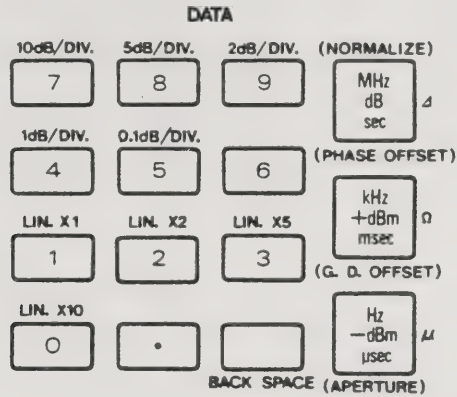 DATA
10dB/DIV. 5dB/DIV. 2dB/DIV. (NORMALIZE)
7 8 9 MHz
dB Δ
sec
1dB/DIV. 0.1dB/DIV. (PHASE OFFSET)
4 5 6
kHz
LIN. X1 LIN. X2 LIN. X5 +dBm Ω
1 2 3 msec
(G. D. OFFSET)
LIN. X10 Hz
0 • −dBm μ
μsec
BACK SPACE (APERTURE)